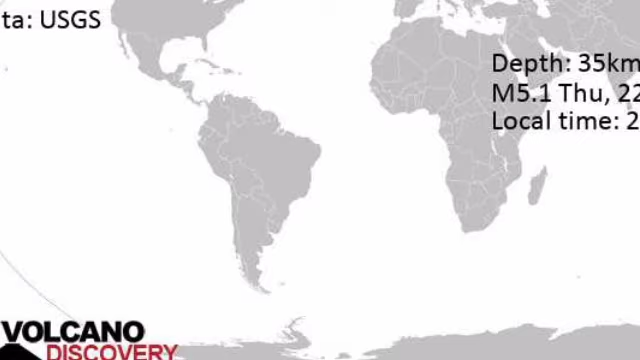 ta: USGS
Depth: 35km
M5.1 Thu, 22
Local time: 2
VOLCANO
DISCOVERY